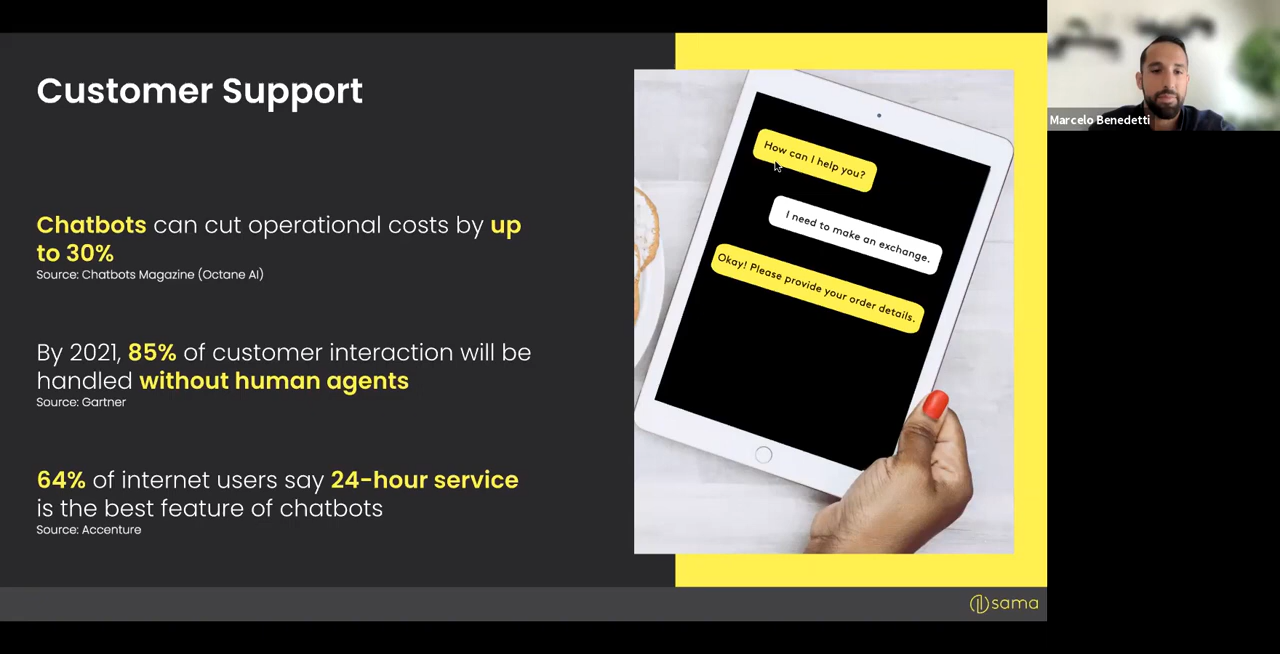 Customer Support
Chatbots can cut operational costs by up
to 30%
Source: Chatbots Magazine (Octane AI)
By 2021, 85% of customer interaction will be
handled without human agents
Source: Gartner
64% of internet users say 24-hour service
is the best feature of chatbots
Source: Accenture
How can I help you?
I need to make an exchange.
Okay! Please provide your order details.
sama
Marcelo Benedetti